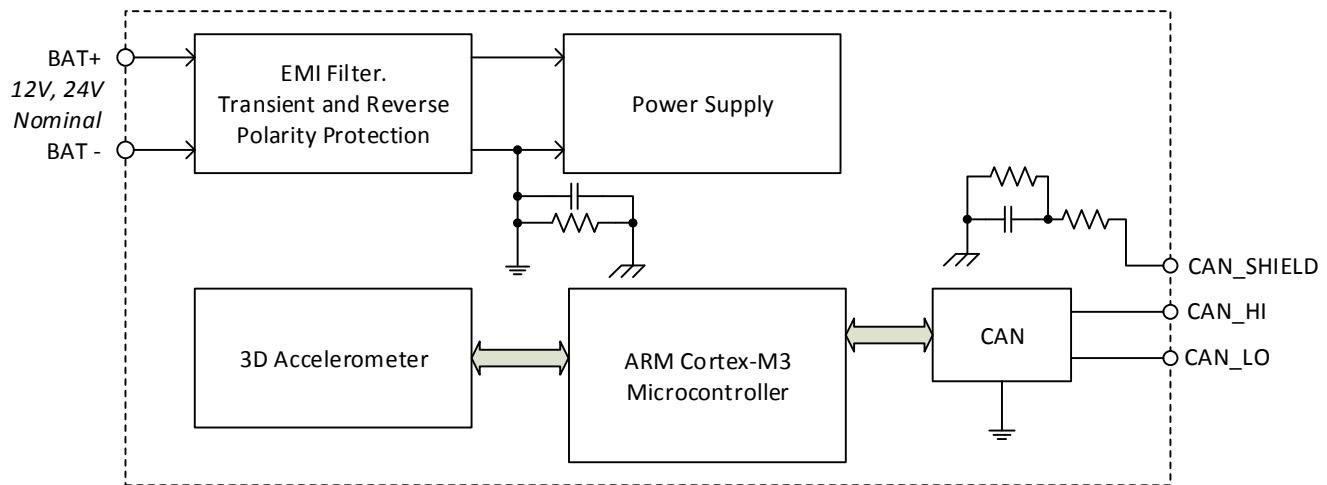 BAT+
12V, 24V
Nominal
BAT -
EMI Filter.
Transient and Reverse
Polarity Protection
Power Supply
CAN_SHIELD
CAN_HI
CAN_LO
3D Accelerometer
ARM Cortex-M3
Microcontroller
CAN